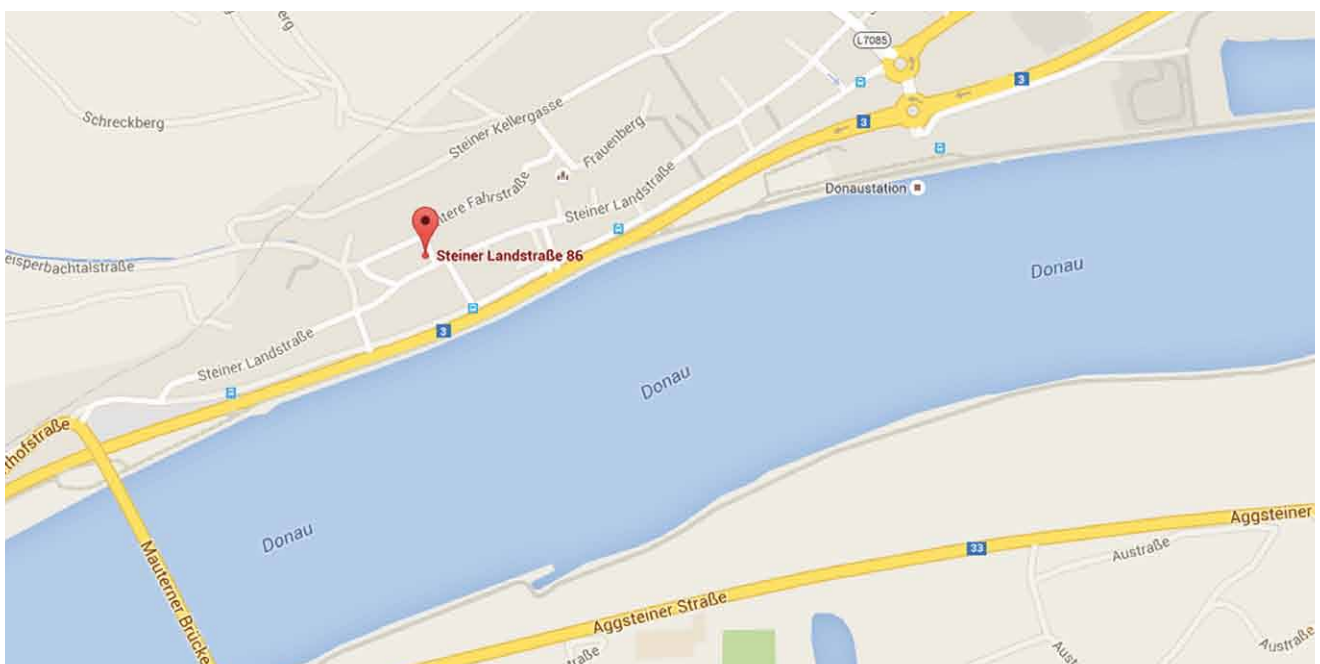 L7085
3
Schreckberg
Steiner Kellergasse
3
Frauenberg
Donaustation
Steiner Landstraße
Steiner Landstraße 86
Donau
3
Steiner Landstraße
Donau
Donau
Mauterner Brücke
Aggsteiner
33
Austraße
Aggsteiner Straße
Austraße